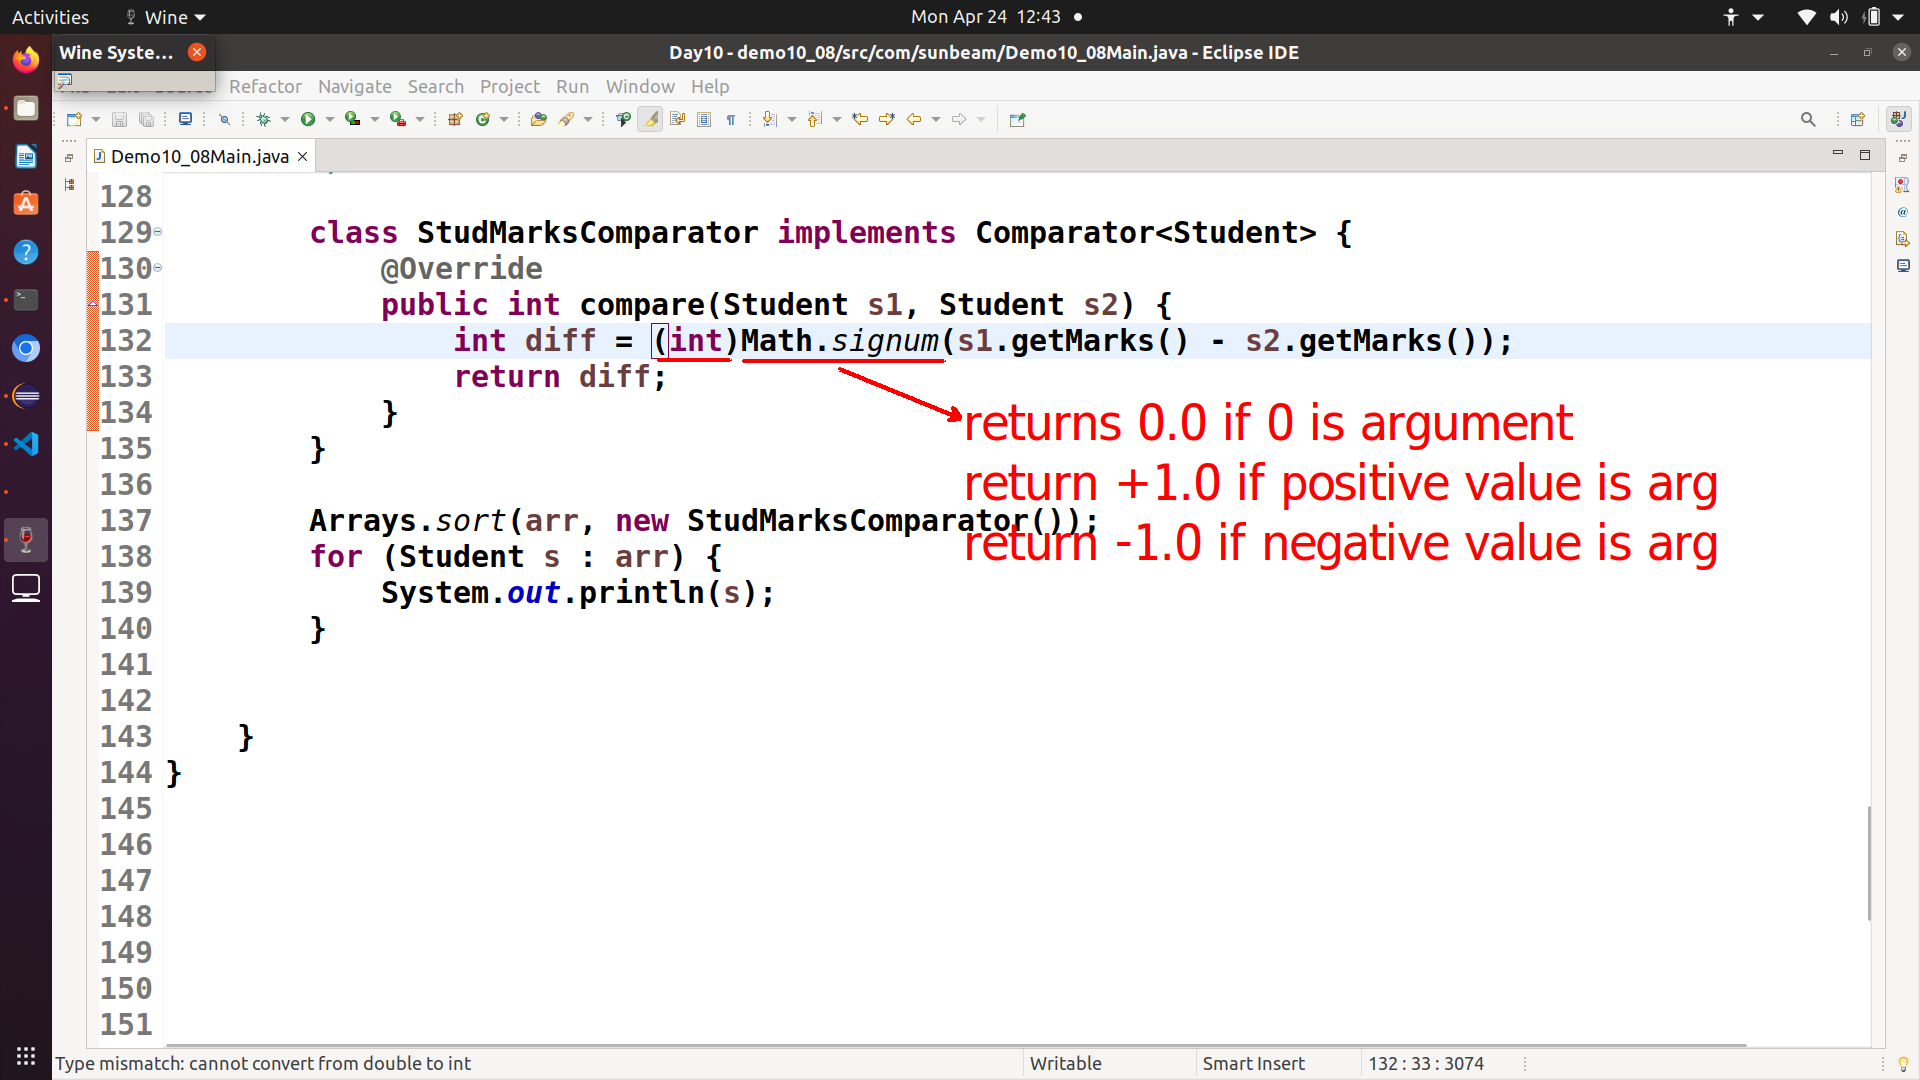 Activities Wine Mon Apr 24 12:43
Wine Syste... Day10 - demo10_08/src/com/sunbeam/Demo10_08Main.java - Eclipse IDE
Refactor Navigate Search Project Run Window Help
Demo10_08Main.java
128
129 class StudMarksComparator implements Comparator<Student> {
130 @Override
131 public int compare(Student s1, Student s2) {
132 int diff = (int)Math.signum(s1.getMarks() - s2.getMarks());
133 return diff;
134 }
returns 0.0 if 0 is argument
135 }
return +1.0 if positive value is arg
136
137 Arrays.sort(arr, new StudMarksComparator());
return -1.0 if negative value is arg
138 for (Student s : arr) {
139 System.out.println(s);
140 }
141
142
143 }
144 }
145
146
147
148
149
150
151
Type mismatch: cannot convert from double to int Writable Smart Insert 132 : 33 : 3074